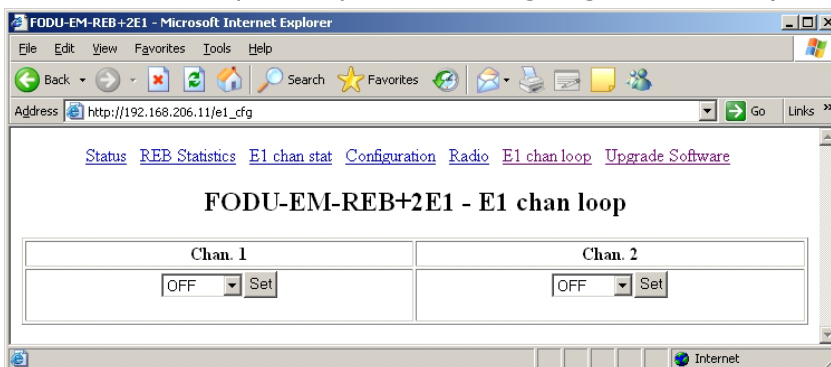 FODU-EM-REB+2E1 - Microsoft Internet Explorer
File Edit View Favorites Tools Help
Back Search Favorites
Address http://192.168.206.11/e1_cfg Go Links »
Status REB Statistics E1 chan stat Configuration Radio E1 chan loop Upgrade Software
FODU-EM-REB+2E1 - E1 chan loop
Chan. 1 Chan. 2
OFF Set OFF Set
Internet